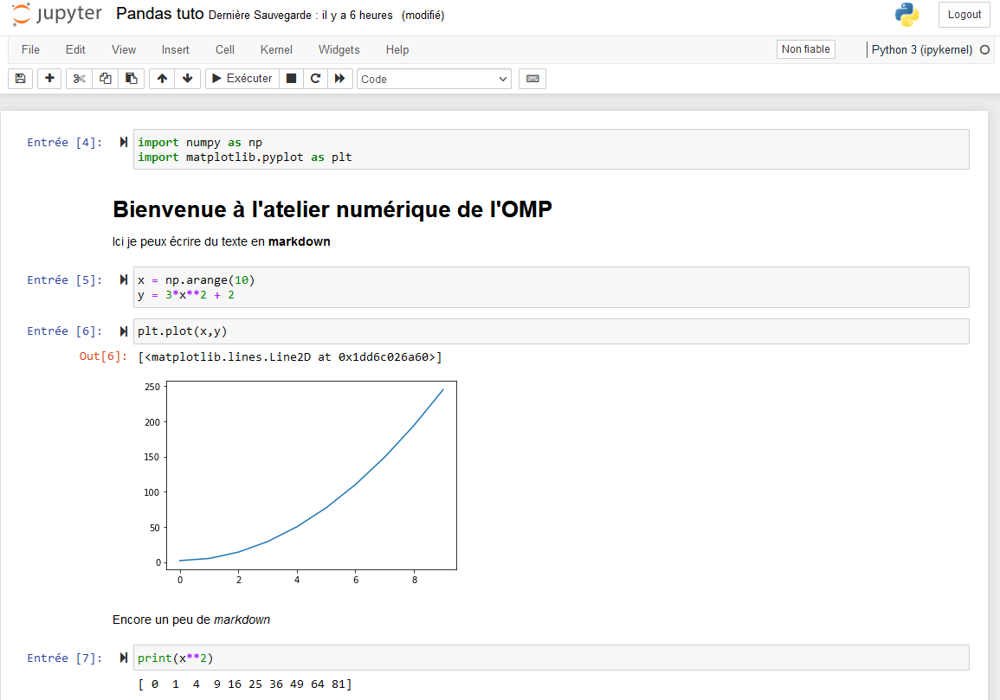 jupyter Pandas tuto Dernière Sauvegarde : il y a 6 heures (modifié) Logout
File Edit View Insert Cell Kernel Widgets Help Non fiable Python 3 (ipykernel)
Exécuter Code
Entrée [4]: import numpy as np
import matplotlib.pyplot as plt
Bienvenue à l'atelier numérique de l'OMP
Ici je peux écrire du texte en markdown
Entrée [5]: x = np.arange(10)
y = 3*x**2 + 2
Entrée [6]: plt.plot(x,y)
Out[6]: [<matplotlib.lines.Line2D at 0x1dd6c026a60>]
250
200
150
100
50
0
0 2 4 6 8
Encore un peu de markdown
Entrée [7]: print(x**2)
[ 0 1 4 9 16 25 36 49 64 81]